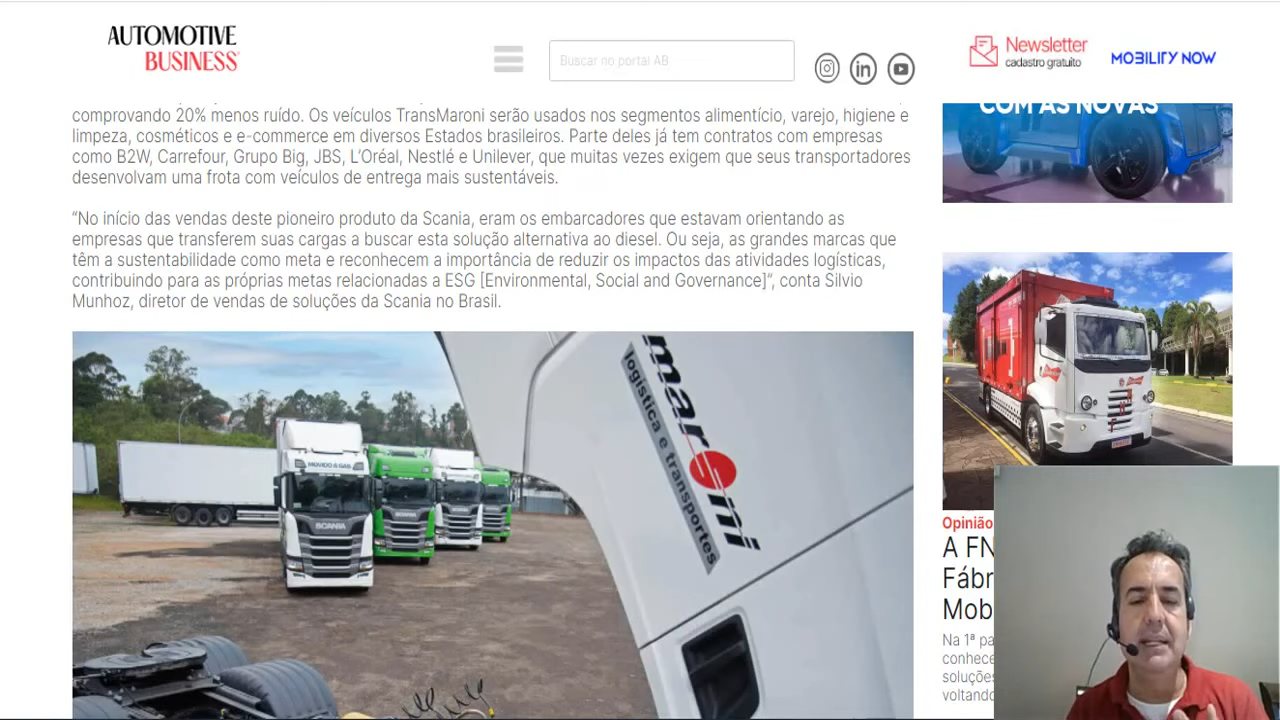 AUTOMOTIVE
BUSINESS
Buscar no portal AB
Newsletter
cadastro gratuito
MOBILITY NOW
comprovando 20% menos ruído. Os veículos TransMaroni serão usados nos segmentos alimentício, varejo, higiene e
limpeza, cosméticos e e-commerce em diversos Estados brasileiros. Parte deles já tem contratos com empresas
como B2W, Carrefour, Grupo Big, JBS, L'Oréal, Nestlé e Unilever, que muitas vezes exigem que seus transportadores
desenvolvam uma frota com veículos de entrega mais sustentáveis.
“No início das vendas deste pioneiro produto da Scania, eram os embarcadores que estavam orientando as
empresas que transferem suas cargas a buscar esta solução alternativa ao diesel. Ou seja, as grandes marcas que
têm a sustentabilidade como meta e reconhecem a importância de reduzir os impactos das atividades logísticas,
contribuindo para as próprias metas relacionadas a ESG [Environmental, Social and Governance]”, conta Silvio
Munhoz, diretor de vendas de soluções da Scania no Brasil.
COM AS NOVAS
MOVIDO A GÁS
SCANIA
maroni
logística e transportes
Opinião
A FN
Fábr
Mob
Na 1ª pa
conhece
soluções
voltando